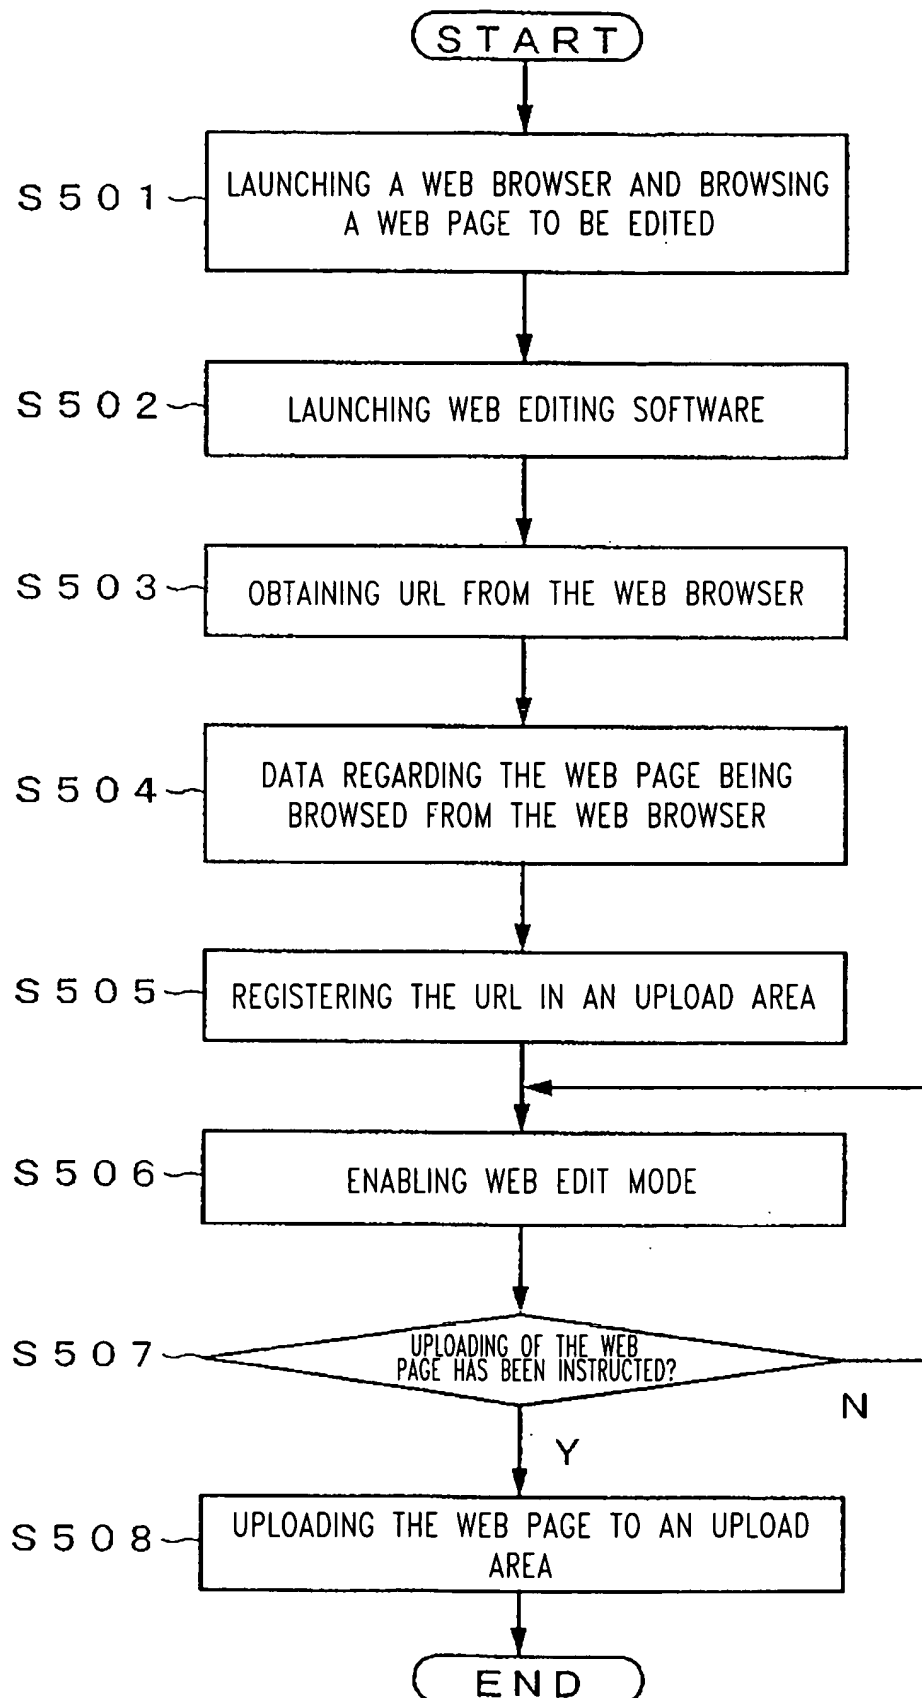 START
S501
LAUNCHING A WEB BROWSER AND BROWSING
A WEB PAGE TO BE EDITED
S502
LAUNCHING WEB EDITING SOFTWARE
S503
OBTAINING URL FROM THE WEB BROWSER
S504
DATA REGARDING THE WEB PAGE BEING
BROWSED FROM THE WEB BROWSER
S505
REGISTERING THE URL IN AN UPLOAD AREA
S506
ENABLING WEB EDIT MODE
S507
UPLOADING OF THE WEB
PAGE HAS BEEN INSTRUCTED?
N
Y
S508
UPLOADING THE WEB PAGE TO AN UPLOAD
AREA
END